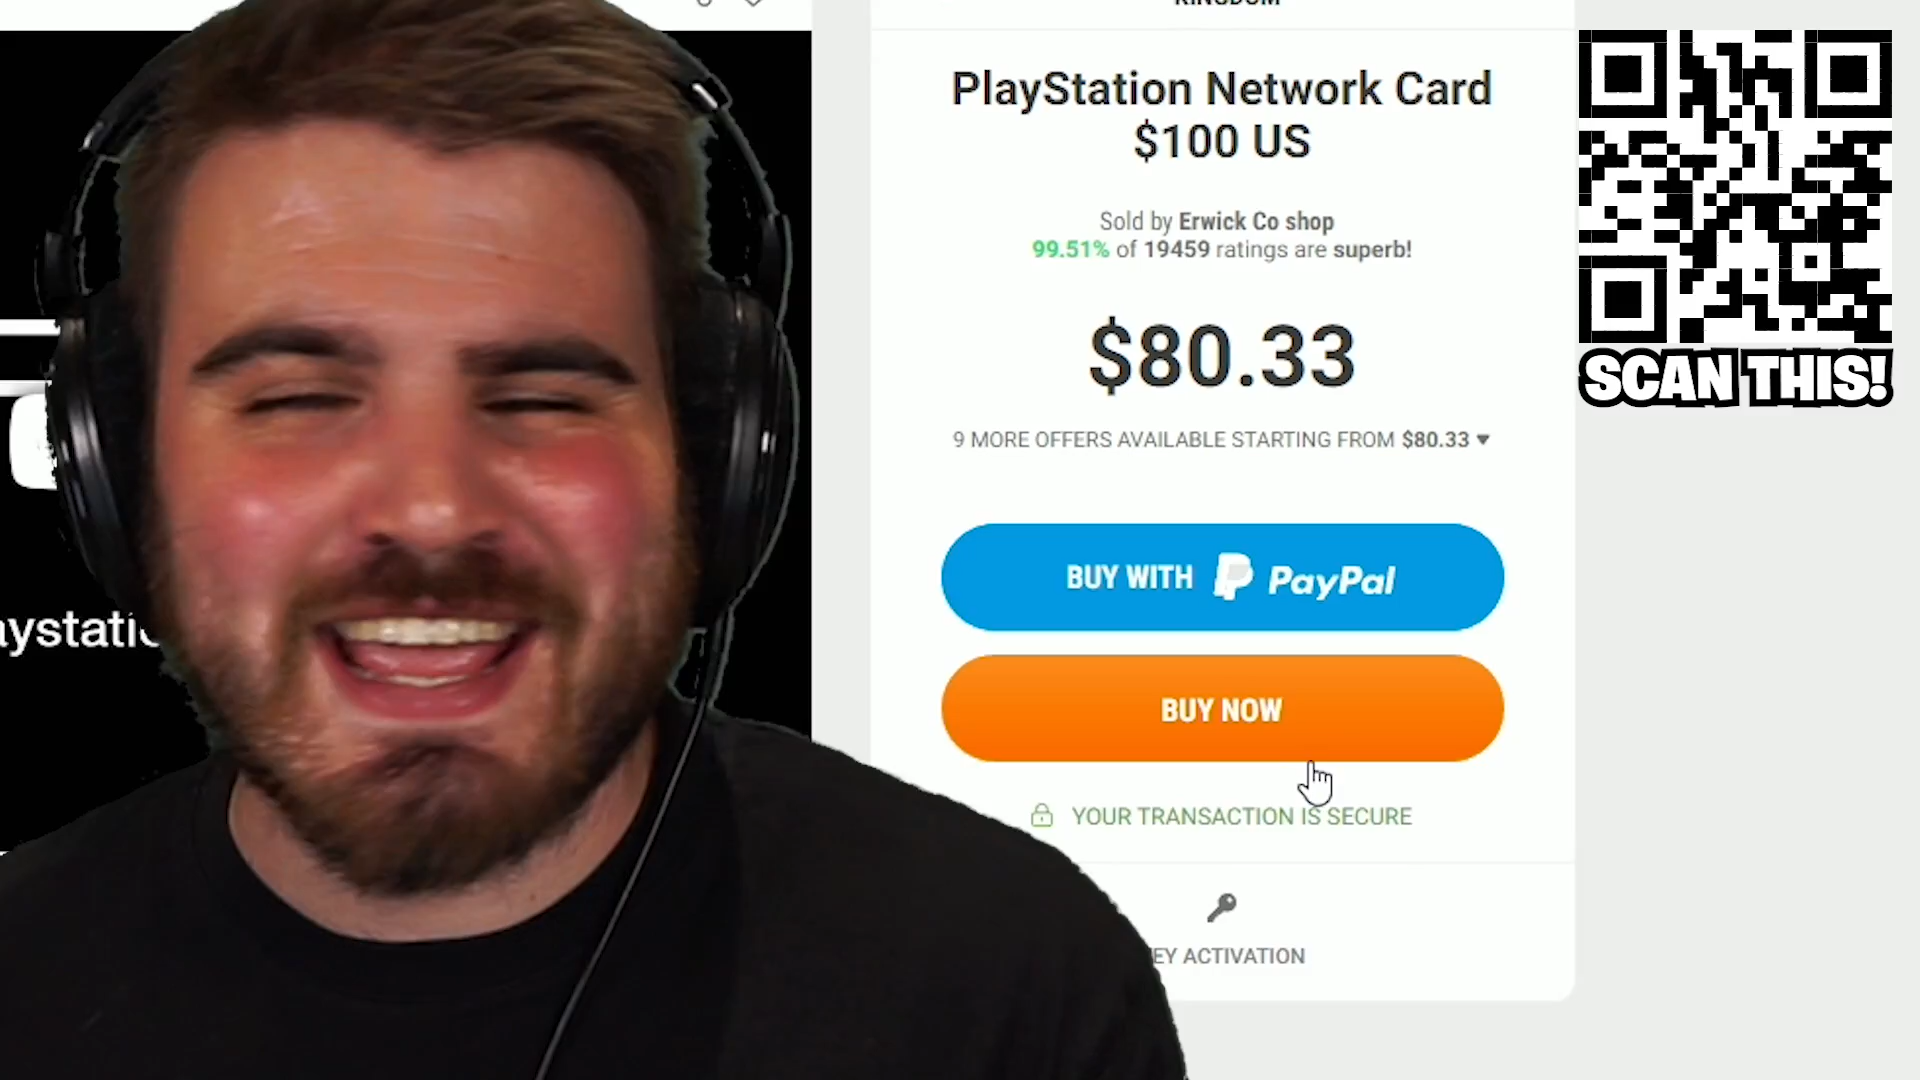 KINGDOM
PlayStation Network Card
$100 US
Sold by Erwick Co shop
99.51% of 19459 ratings are superb!
$80.33
9 MORE OFFERS AVAILABLE STARTING FROM $80.33
BUY WITH PayPal
BUY NOW
YOUR TRANSACTION IS SECURE
EY ACTIVATION
SCAN THIS!
aystatio